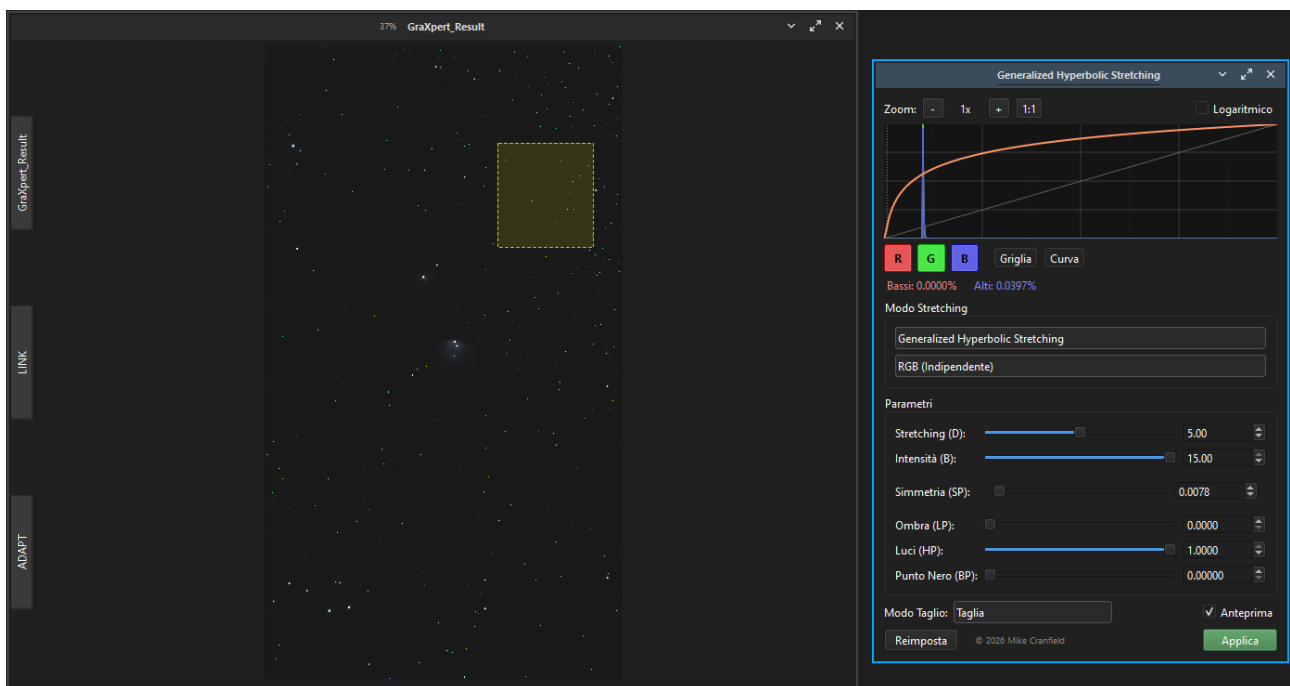 37% GraXpert_Result
GraXpert_Result
LINK
ADAPT
Generalized Hyperbolic Stretching
Zoom: - 1x + 1:1 Logaritmico
R G B Griglia Curva
Bassi: 0.0000% Alti: 0.0397%
Modo Stretching
Generalized Hyperbolic Stretching
RGB (Indipendente)
Parametri
Stretching (D): 5.00
Intensità (B): 15.00
Simmetria (SP): 0.0078
Ombra (LP): 0.0000
Luci (HP): 1.0000
Punto Nero (BP): 0.00000
Modo Taglio: Taglia Anteprima
Reimposta © 2026 Mike Cranfield Applica